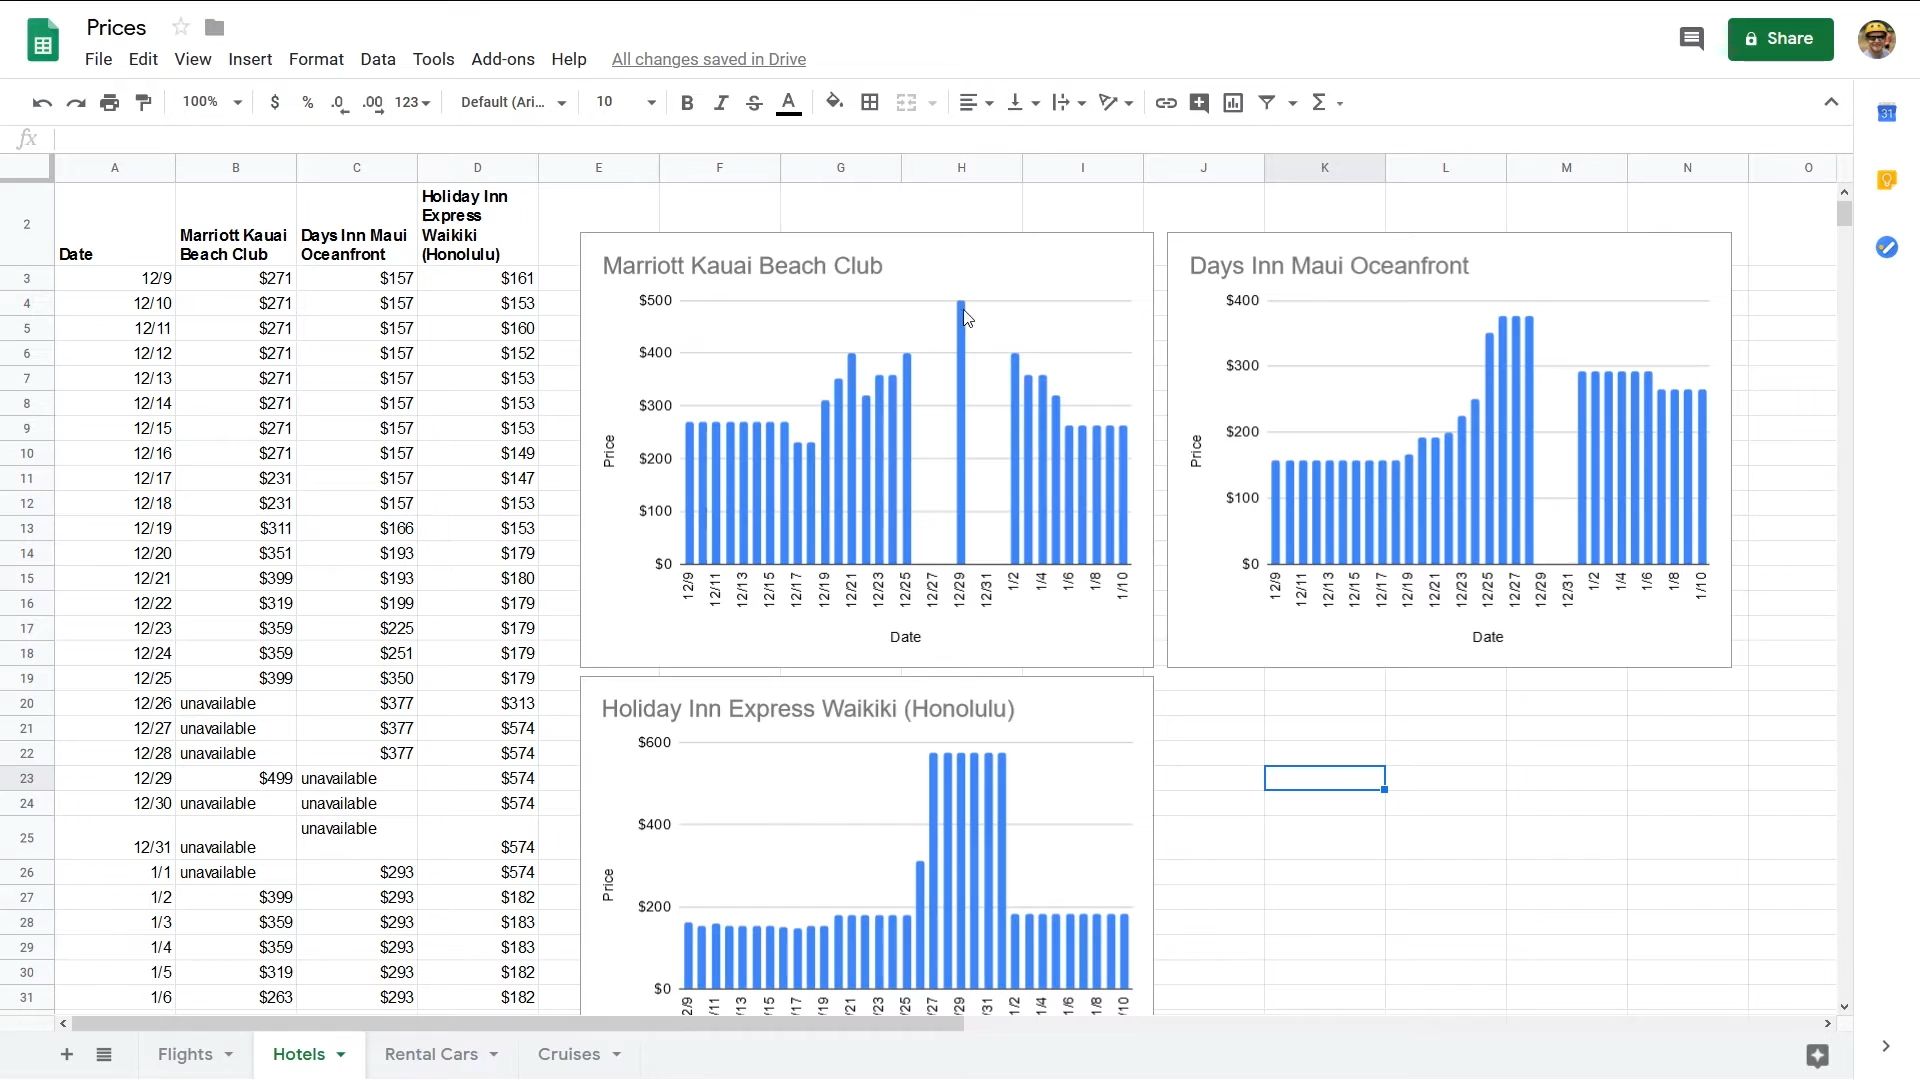 Prices
File Edit View Insert Format Data Tools Add-ons Help All changes saved in Drive
Share
100% $ % .0 .00 123 Default (Ari... 10 B I S A Σ
31
fx
A B C D E F G H I J K L M N O
2 Date Marriott Kauai Beach Club Days Inn Maui Oceanfront Holiday Inn Express Waikiki (Honolulu)
3 12/9 $271 $157 $161
4 12/10 $271 $157 $153
5 12/11 $271 $157 $160
6 12/12 $271 $157 $152
7 12/13 $271 $157 $153
8 12/14 $271 $157 $153
9 12/15 $271 $157 $153
10 12/16 $271 $157 $149
11 12/17 $231 $157 $147
12 12/18 $231 $157 $153
13 12/19 $311 $166 $153
14 12/20 $351 $193 $179
15 12/21 $399 $193 $180
16 12/22 $319 $199 $179
17 12/23 $359 $225 $179
18 12/24 $359 $251 $179
19 12/25 $399 $350 $179
20 12/26 unavailable $377 $313
21 12/27 unavailable $377 $574
22 12/28 unavailable $377 $574
23 12/29 $499 unavailable $574
24 12/30 unavailable unavailable $574
25 12/31 unavailable unavailable $574
26 1/1 unavailable $293 $574
27 1/2 $399 $293 $182
28 1/3 $359 $293 $183
29 1/4 $359 $293 $183
30 1/5 $319 $293 $182
31 1/6 $263 $293 $182
Marriott Kauai Beach Club
$500
$400
$300
$200
$100
$0
Price
12/9 12/11 12/13 12/15 12/17 12/19 12/21 12/23 12/25 12/27 12/29 12/31 1/2 1/4 1/6 1/8 1/10
Date
Days Inn Maui Oceanfront
$400
$300
$200
$100
$0
Price
12/9 12/11 12/13 12/15 12/17 12/19 12/21 12/23 12/25 12/27 12/29 12/31 1/2 1/4 1/6 1/8 1/10
Date
Holiday Inn Express Waikiki (Honolulu)
$600
$400
$200
$0
Price
2/9 /11 /13 /15 /17 /19 /21 /23 /25 /27 /29 /31 1/2 1/4 1/6 1/8 /10
Flights Hotels Rental Cars Cruises